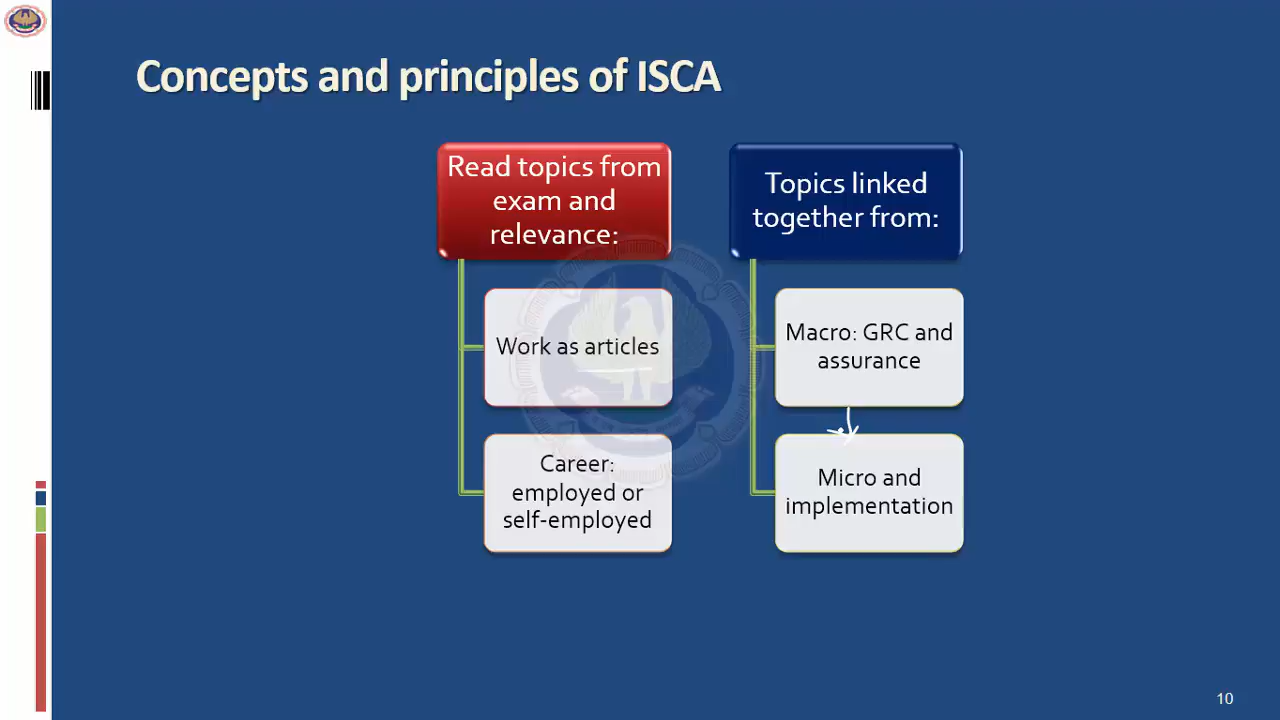 Concepts and principles of ISCA
Read topics from
exam and
relevance:
Work as articles
Career:
employed or
self-employed
Topics linked
together from:
Macro: GRC and
assurance
Micro and
implementation
10